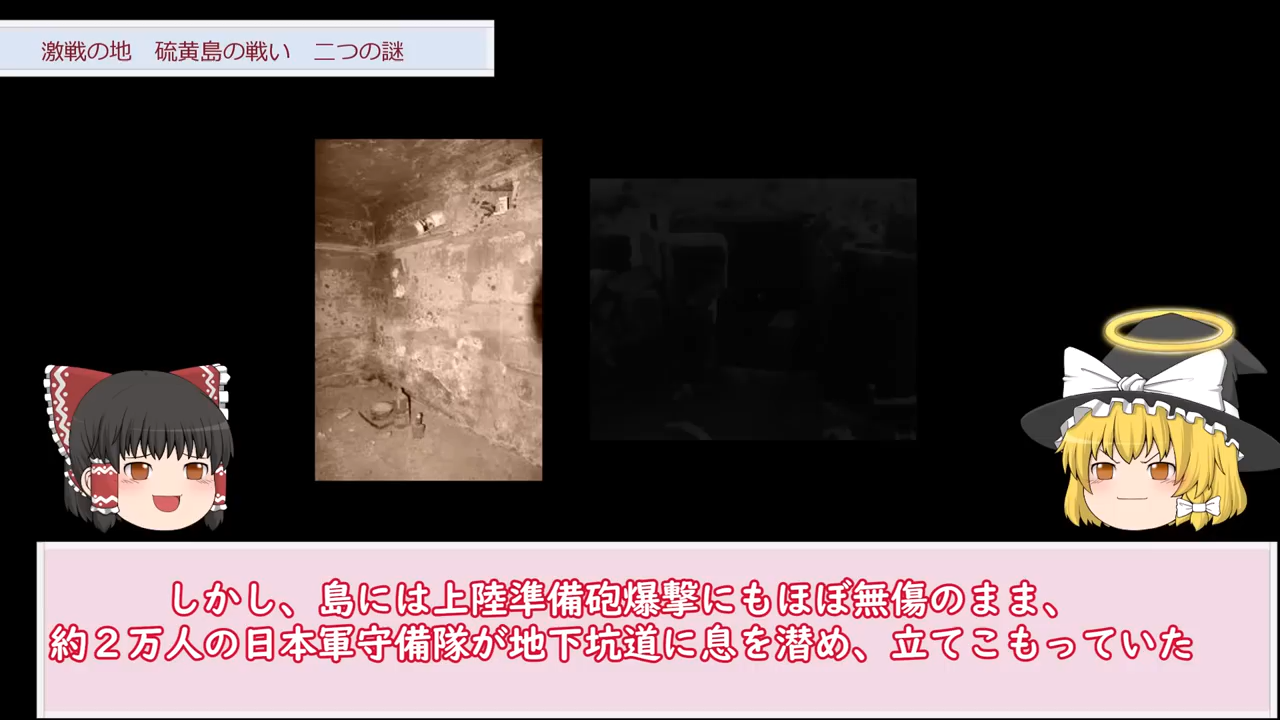 激戦の地　硫黄島の戦い　二つの謎
しかし、島には上陸準備砲爆撃にもほぼ無傷のまま、
約２万人の日本軍守備隊が地下坑道に息を潜め、立てこもっていた